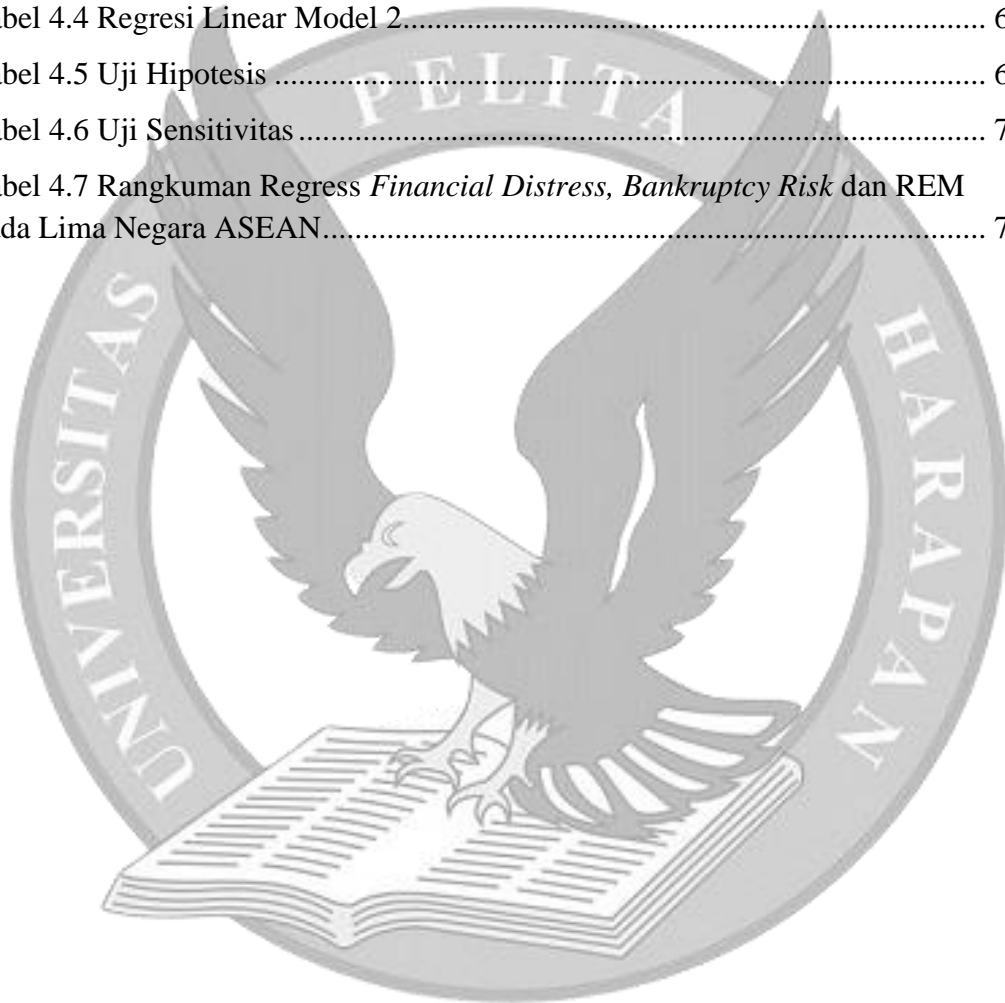 abel 4.4 Regresi Linear Model 2.......................................................................................... 6
abel 4.5 Uji Hipotesis ........................................................................................................ 6
abel 4.6 Uji Sensitivitas ..................................................................................................... 7
abel 4.7 Rangkuman Regress Financial Distress, Bankruptcy Risk dan REM
ada Lima Negara ASEAN.................................................................................................. 7
UNIVERSITAS PELITA HARAPAN